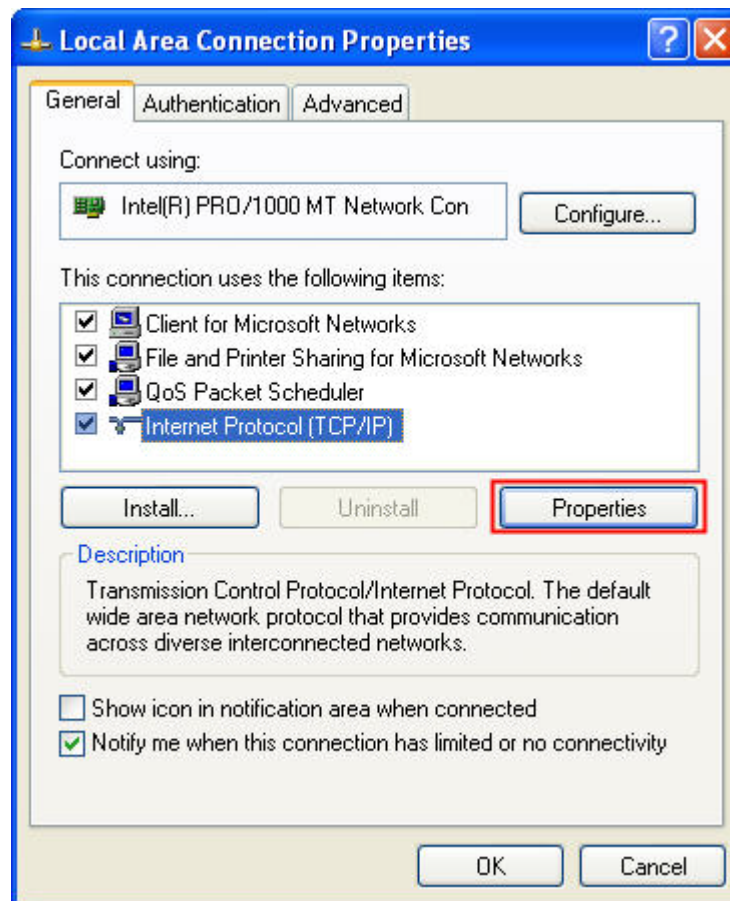 Local Area Connection Properties
General Authentication Advanced
Connect using:
Intel(R) PRO/1000 MT Network Con
Configure...
This connection uses the following items:
Client for Microsoft Networks
File and Printer Sharing for Microsoft Networks
QoS Packet Scheduler
Internet Protocol (TCP/IP)
Install... Uninstall Properties
Description
Transmission Control Protocol/Internet Protocol. The default
wide area network protocol that provides communication
across diverse interconnected networks.
Show icon in notification area when connected
Notify me when this connection has limited or no connectivity
OK Cancel